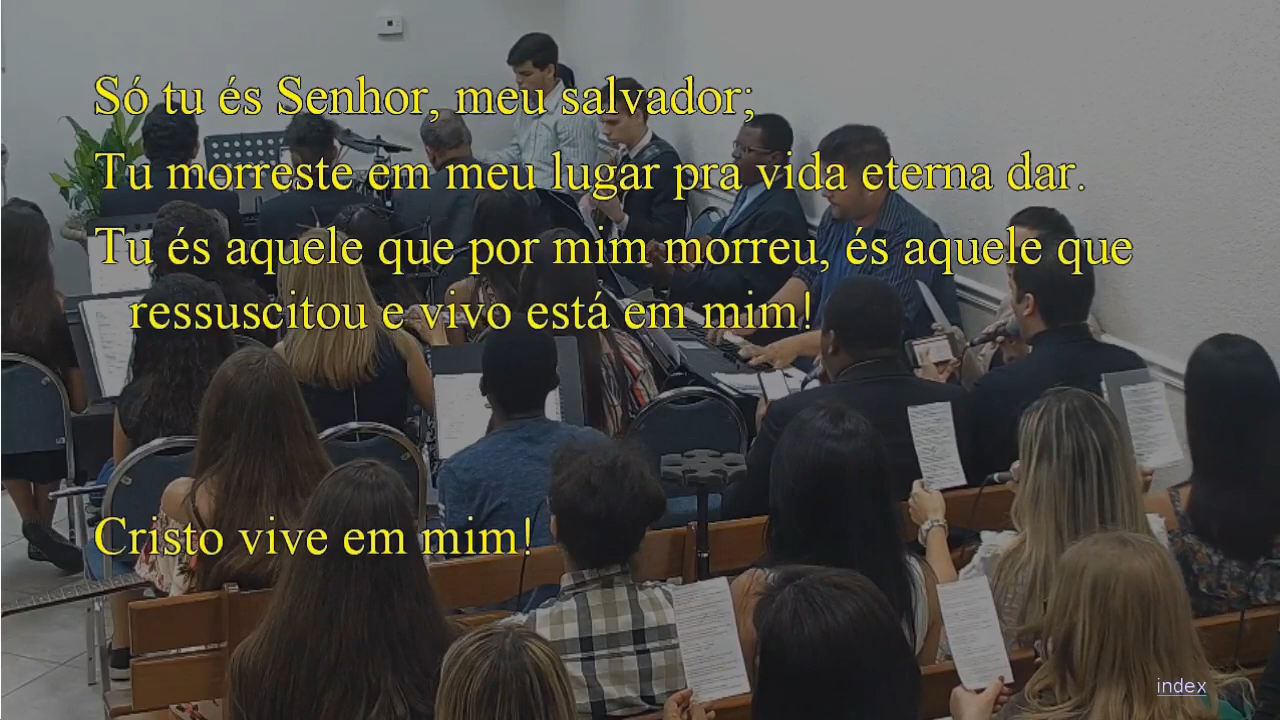 Só tu és Senhor, meu salvador;
Tu morreste em meu lugar pra vida eterna dar.
Tu és aquele que por mim morreu, és aquele que
ressuscitou e vivo está em mim!
Cristo vive em mim!
index